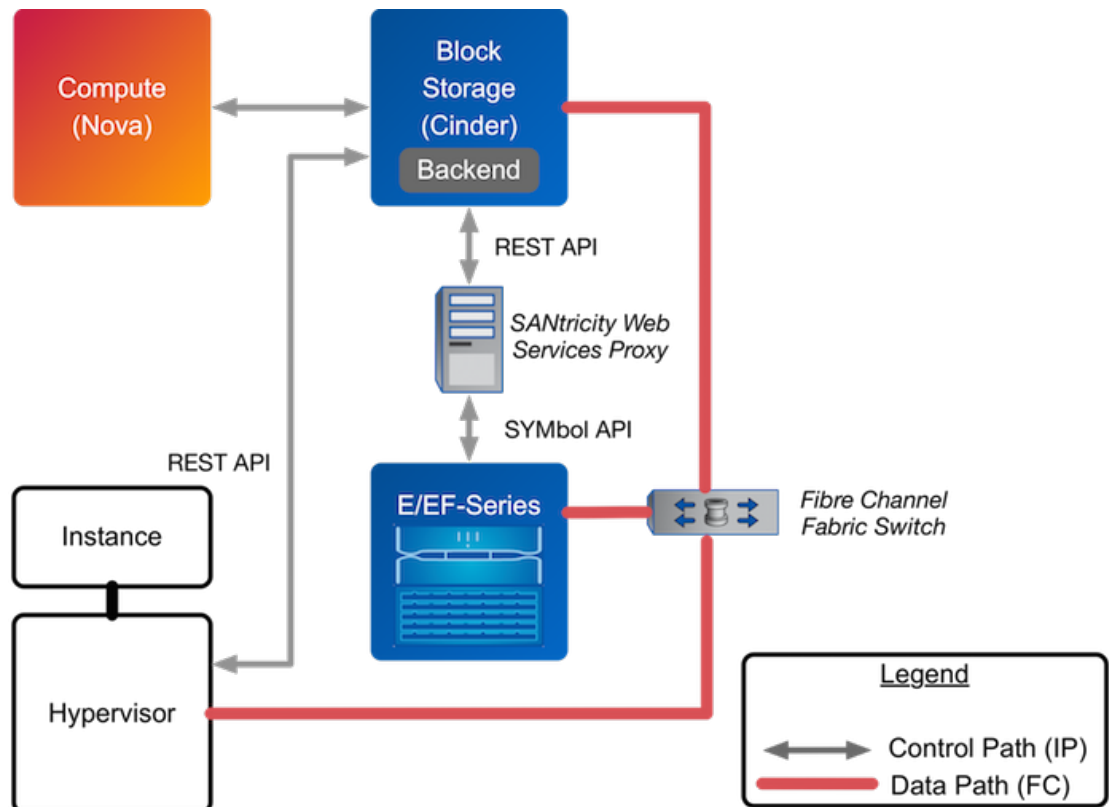 Compute
(Nova)
Block
Storage
(Cinder)
Backend
REST API
SANtricity Web
Services Proxy
SYMbol API
REST API
E/EF-Series
Fibre Channel
Fabric Switch
Instance
Hypervisor
Legend
Control Path (IP)
Data Path (FC)